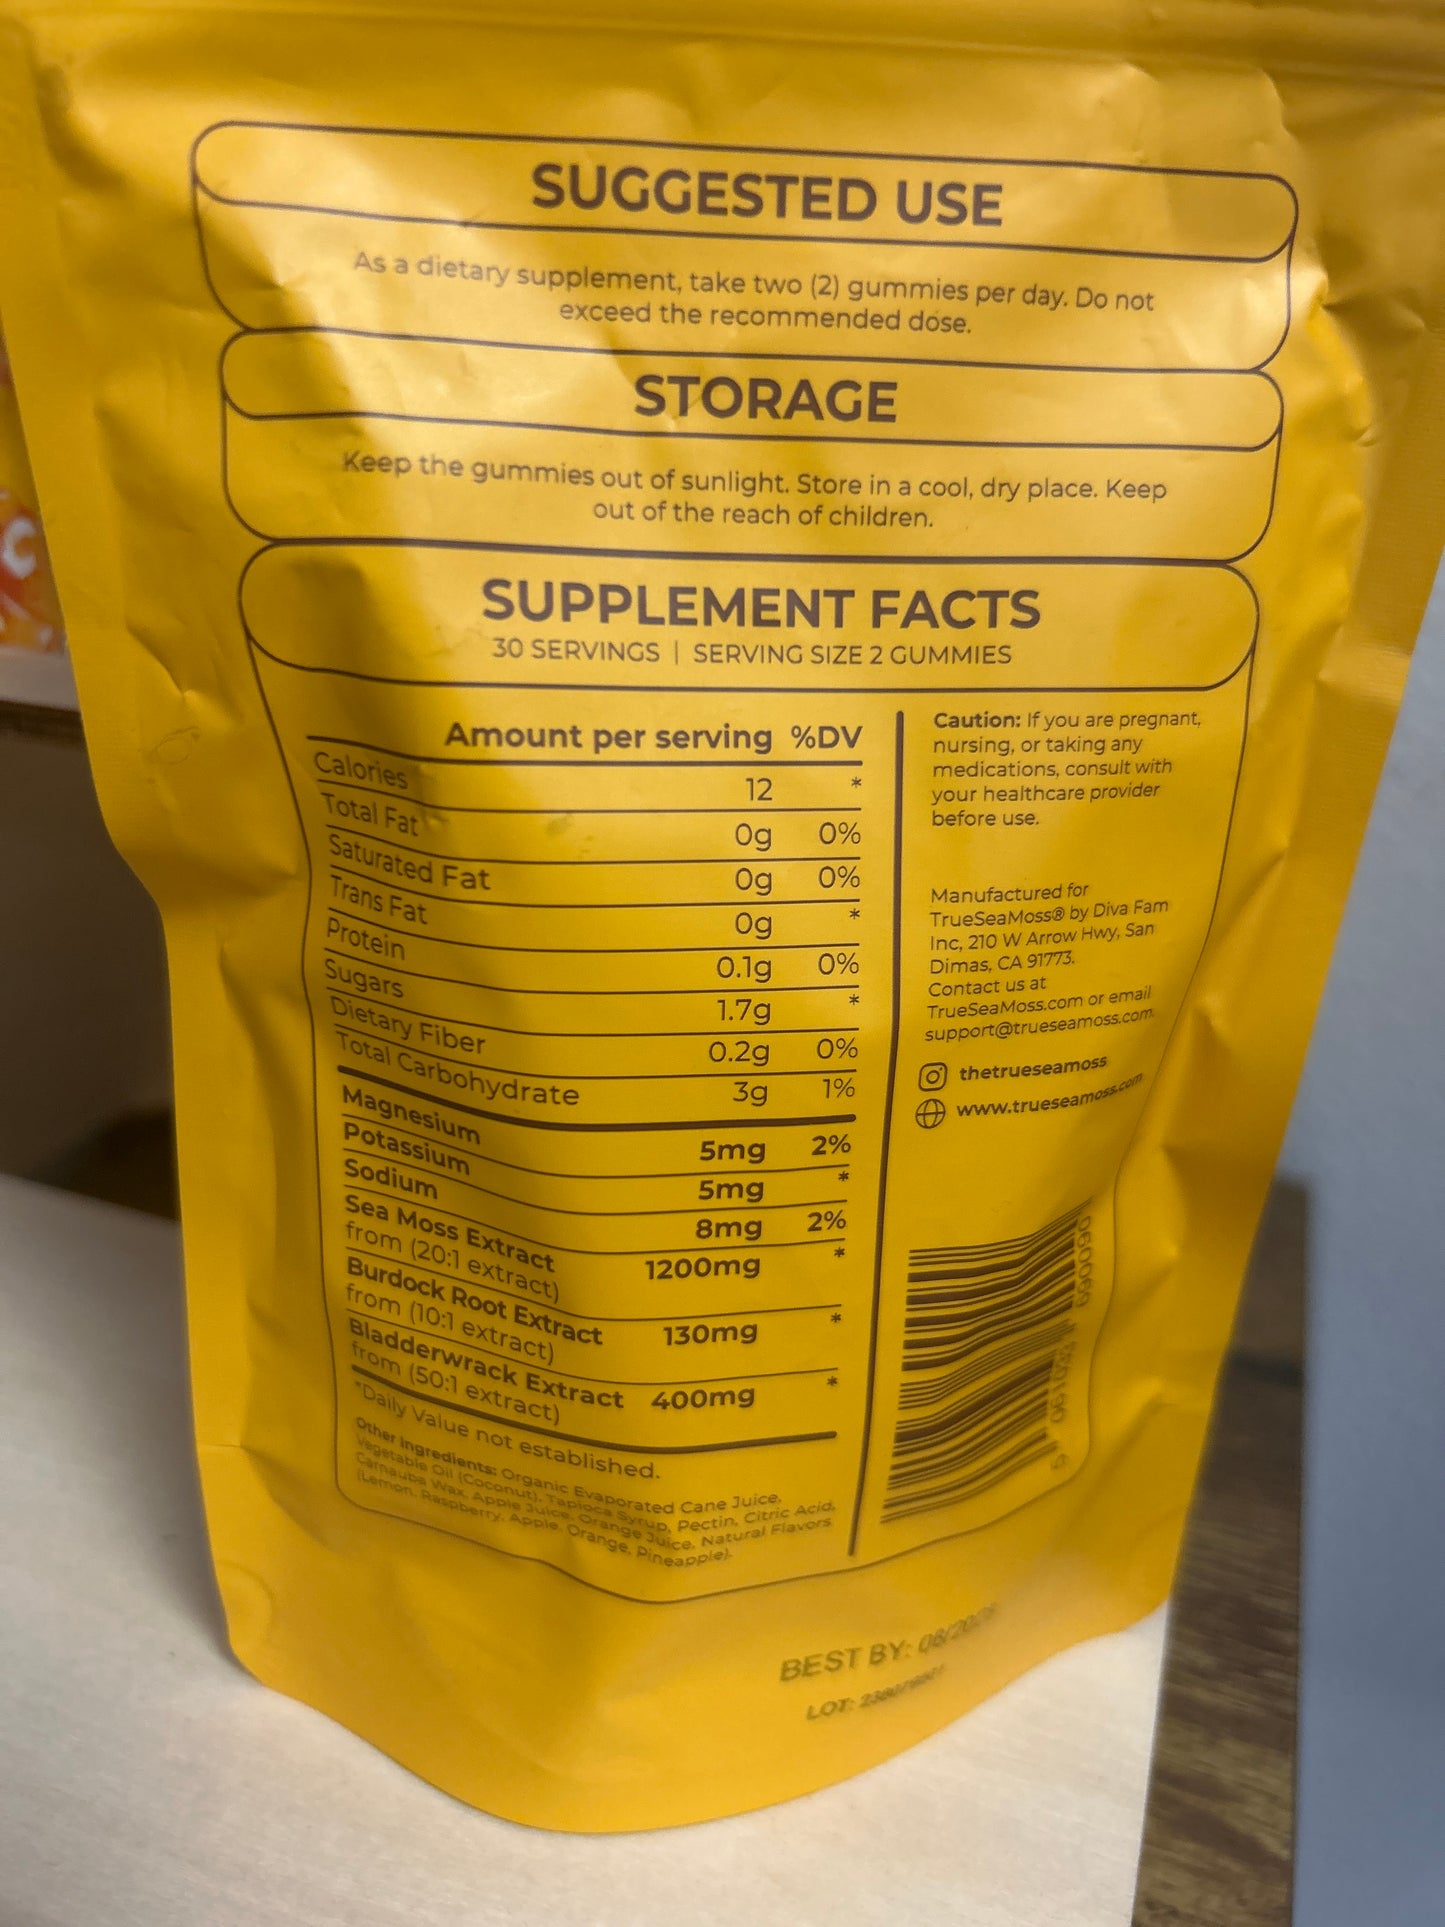 SUGGESTED USE
As a dietary supplement, take two (2) gummies per day. Do not
exceed the recommended dose.
STORAGE
Keep the gummies out of sunlight. Store in a cool, dry place. Keep
out of the reach of children.
SUPPLEMENT FACTS
30 SERVINGS | SERVING SIZE 2 GUMMIES
Amount per serving %DV
Calories 12 *
Total Fat 0g 0%
Saturated Fat 0g 0%
Trans Fat 0g *
Protein 0.1g 0%
Sugars 1.7g *
Dietary Fiber 0.2g 0%
Total Carbohydrate 3g 1%
Magnesium 5mg 2%
Potassium 5mg *
Sodium 8mg 2%
Sea Moss Extract 1200mg *
from (20:1 extract)
Burdock Root Extract 130mg *
from (10:1 extract)
Bladderwrack Extract 400mg *
from (50:1 extract)
*Daily Value not established.
Other Ingredients: Organic Evaporated Cane Juice,
Vegetable Oil (Coconut), Tapioca Syrup, Pectin, Citric Acid,
Carnauba Wax, Apple Juice, Orange Juice, Natural Flavors
(Lemon, Raspberry, Apple, Orange, Pineapple).
Caution: If you are pregnant,
nursing, or taking any
medications, consult with
your healthcare provider
before use.
Manufactured for
TrueSeaMoss® by Diva Fam
Inc, 210 W Arrow Hwy, San
Dimas, CA 91773.
Contact us at
TrueSeaMoss.com or email
support@trueseamoss.com.
thetrueseamoss
www.trueseamoss.com
BEST BY:
LOT: